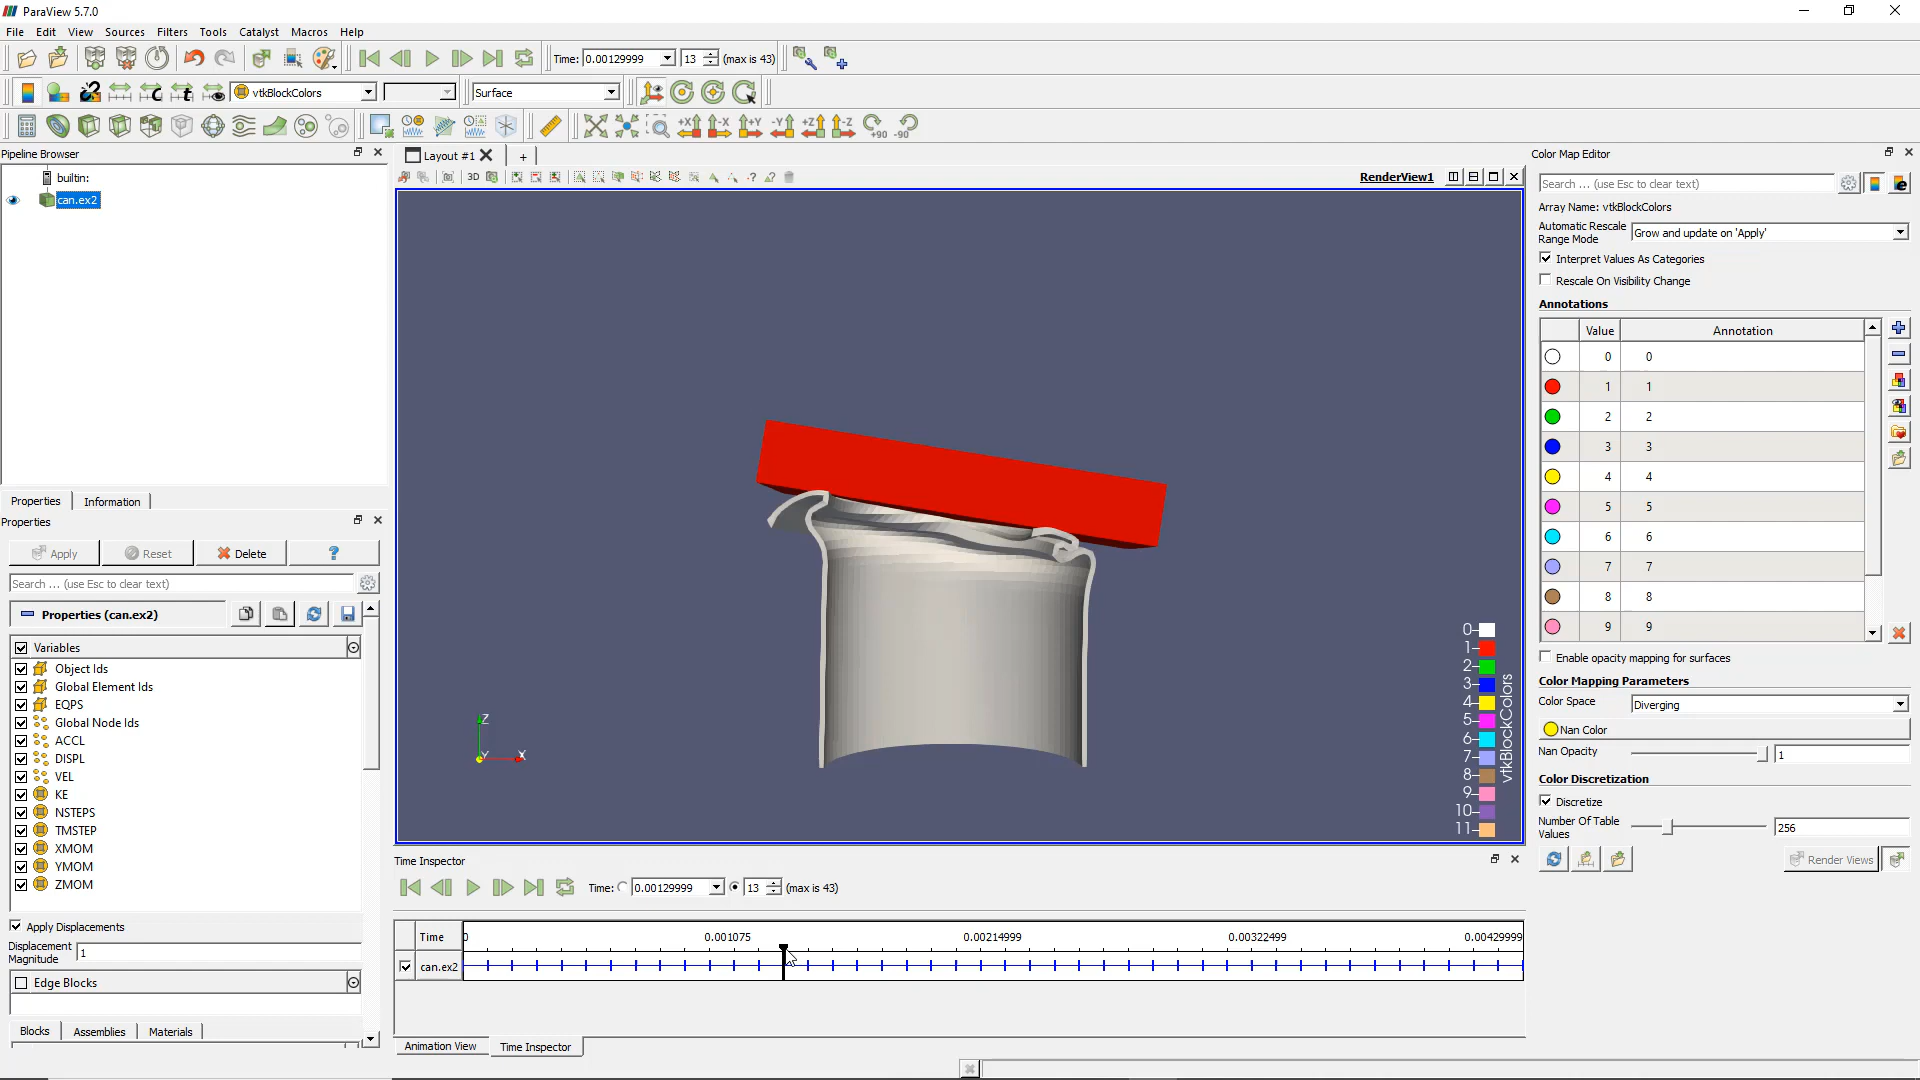 ParaView 5.7.0
File Edit View Sources Filters Tools Catalyst Macros Help
Time: 0.00129999 13 (max is 43)
vtkBlockColors Surface
+X -X +Y -Y +Z -Z +90 -90
Pipeline Browser
builtin:
can.ex2
Layout #1 +
3D
RenderView1
Properties Information
Properties
Apply Reset Delete ?
Search ... (use Esc to clear text)
Properties (can.ex2)
Variables
Object Ids
Global Element Ids
EQPS
Global Node Ids
ACCL
DISPL
VEL
KE
NSTEPS
TMSTEP
XMOM
YMOM
ZMOM
Apply Displacements
Displacement
Magnitude 1
Edge Blocks
Blocks Assemblies Materials
Z
Y X
0
1
2
3
4
5
6
7
8
9
10
11
vtkBlockColors
Time Inspector
Time: 0.00129999 13 (max is 43)
Time 0 0.001075 0.00214999 0.00322499 0.00429999
can.ex2
Animation View Time Inspector
Color Map Editor
Search ... (use Esc to clear text)
Array Name: vtkBlockColors
Automatic Rescale
Range Mode Grow and update on 'Apply'
Interpret Values As Categories
Rescale On Visibility Change
Annotations
Value Annotation
0 0
1 1
2 2
3 3
4 4
5 5
6 6
7 7
8 8
9 9
Enable opacity mapping for surfaces
Color Mapping Parameters
Color Space Diverging
Nan Color
Nan Opacity 1
Color Discretization
Discretize
Number Of Table
Values 256
Render Views